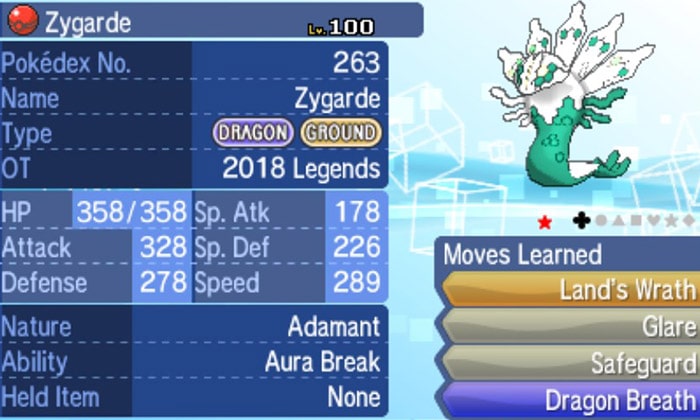 Zygarde Lv.100
Pokédex No. 263
Name Zygarde
Type DRAGON GROUND
OT 2018 Legends
HP 358/358 Sp. Atk 178
Attack 328 Sp. Def 226
Defense 278 Speed 289
Nature Adamant
Ability Aura Break
Held Item None
Moves Learned
Land's Wrath
Glare
Safeguard
Dragon Breath